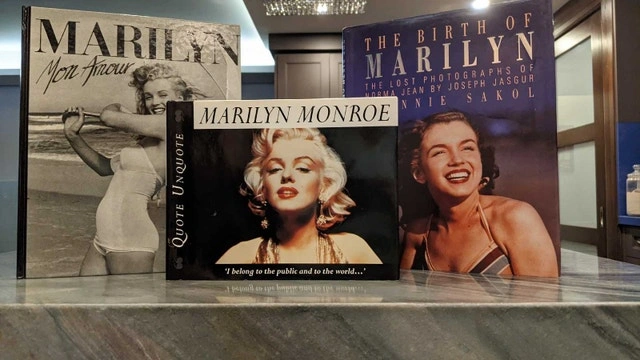 MARILYN
Mon Amour
QUOTE UNQUOTE
MARILYN MONROE
'I belong to the public and to the world...'
THE BIRTH OF
MARILYN
THE LOST PHOTOGRAPHS OF
NORMA JEAN BY JOSEPH JASGUR
NNIE SAKOL